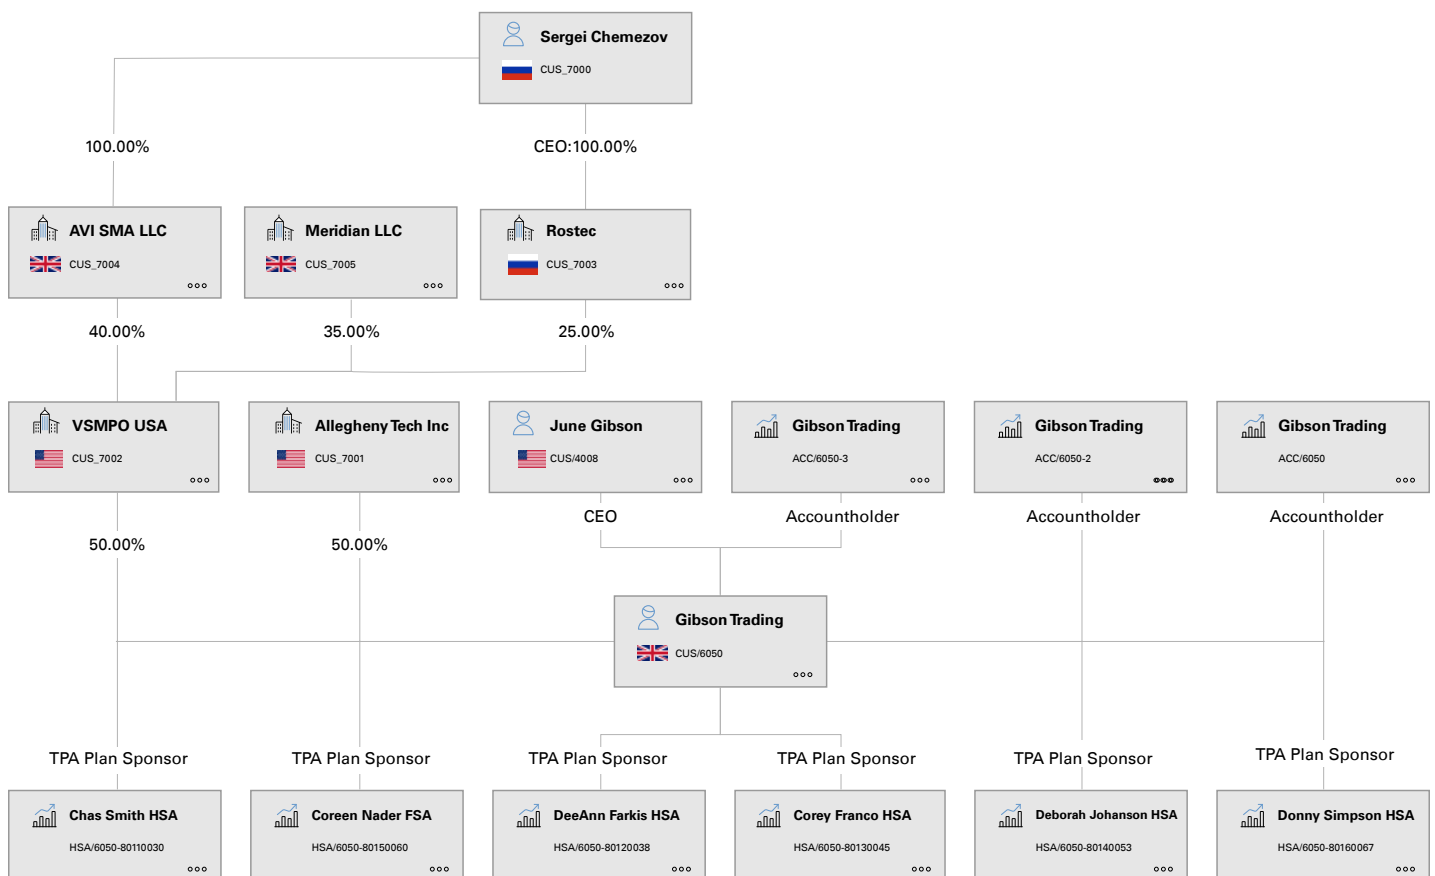 Sergei Chemezov
CUS_7000
100.00%
CEO:100.00%
AVI SMA LLC
CUS_7004
Meridian LLC
CUS_7005
Rostec
CUS_7003
40.00%
35.00%
25.00%
VSMPO USA
CUS_7002
Allegheny Tech Inc
CUS_7001
June Gibson
CUS/4008
Gibson Trading
ACC/6050-3
Gibson Trading
ACC/6050-2
Gibson Trading
ACC/6050
50.00%
50.00%
CEO
Accountholder
Accountholder
Accountholder
Gibson Trading
CUS/6050
TPA Plan Sponsor
TPA Plan Sponsor
TPA Plan Sponsor
TPA Plan Sponsor
TPA Plan Sponsor
TPA Plan Sponsor
Chas Smith HSA
HSA/6050-80110030
Coreen Nader FSA
HSA/6050-80150060
DeeAnn Farkis HSA
HSA/6050-80120038
Corey Franco HSA
HSA/6050-80130045
Deborah Johanson HSA
HSA/6050-80140053
Donny Simpson HSA
HSA/6050-80160067